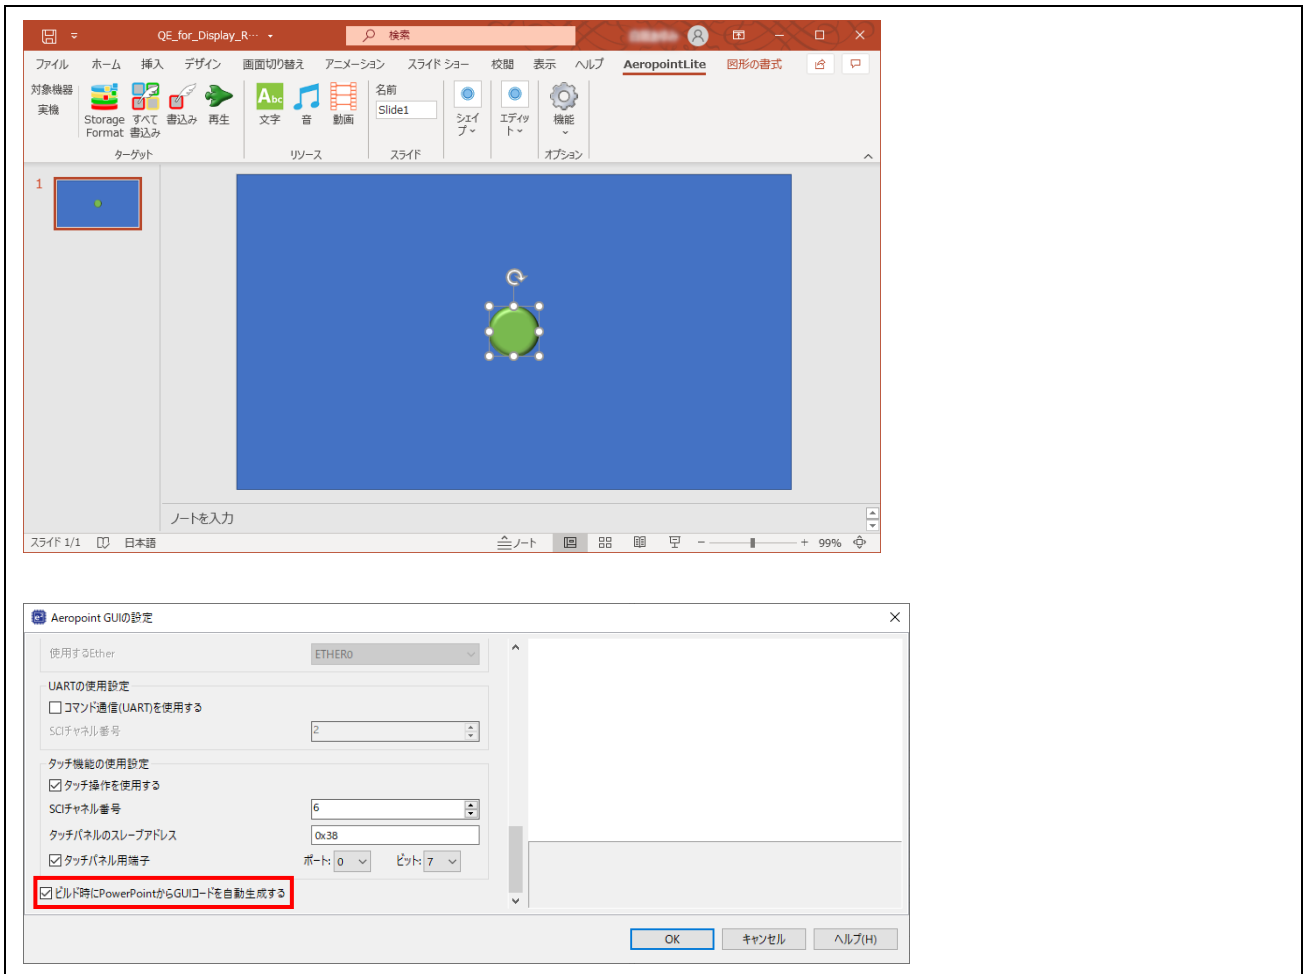 QE_for_Display_R…
検索
ファイル ホーム 挿入 デザイン 画面切り替え アニメーション スライド ショー 校閲 表示 ヘルプ AeropointLite 図形の書式
対象機器
実機
Storage Format
すべて書込み
書込み
再生
文字
音
動画
名前
Slide1
シェイプ
エディット
機能
ターゲット
リソース
スライド
オプション
1
ノートを入力
スライド 1/1 日本語
ノート
99%
Aeropoint GUIの設定
使用するEther ETHER0
UARTの使用設定
コマンド通信(UART)を使用する
SCIチャネル番号 2
タッチ機能の使用設定
タッチ操作を使用する
SCIチャネル番号 6
タッチパネルのスレーブアドレス 0x38
タッチパネル用端子 ポート: 0 ビット: 7
ビルド時にPowerPointからGUIコードを自動生成する
OK キャンセル ヘルプ(H)